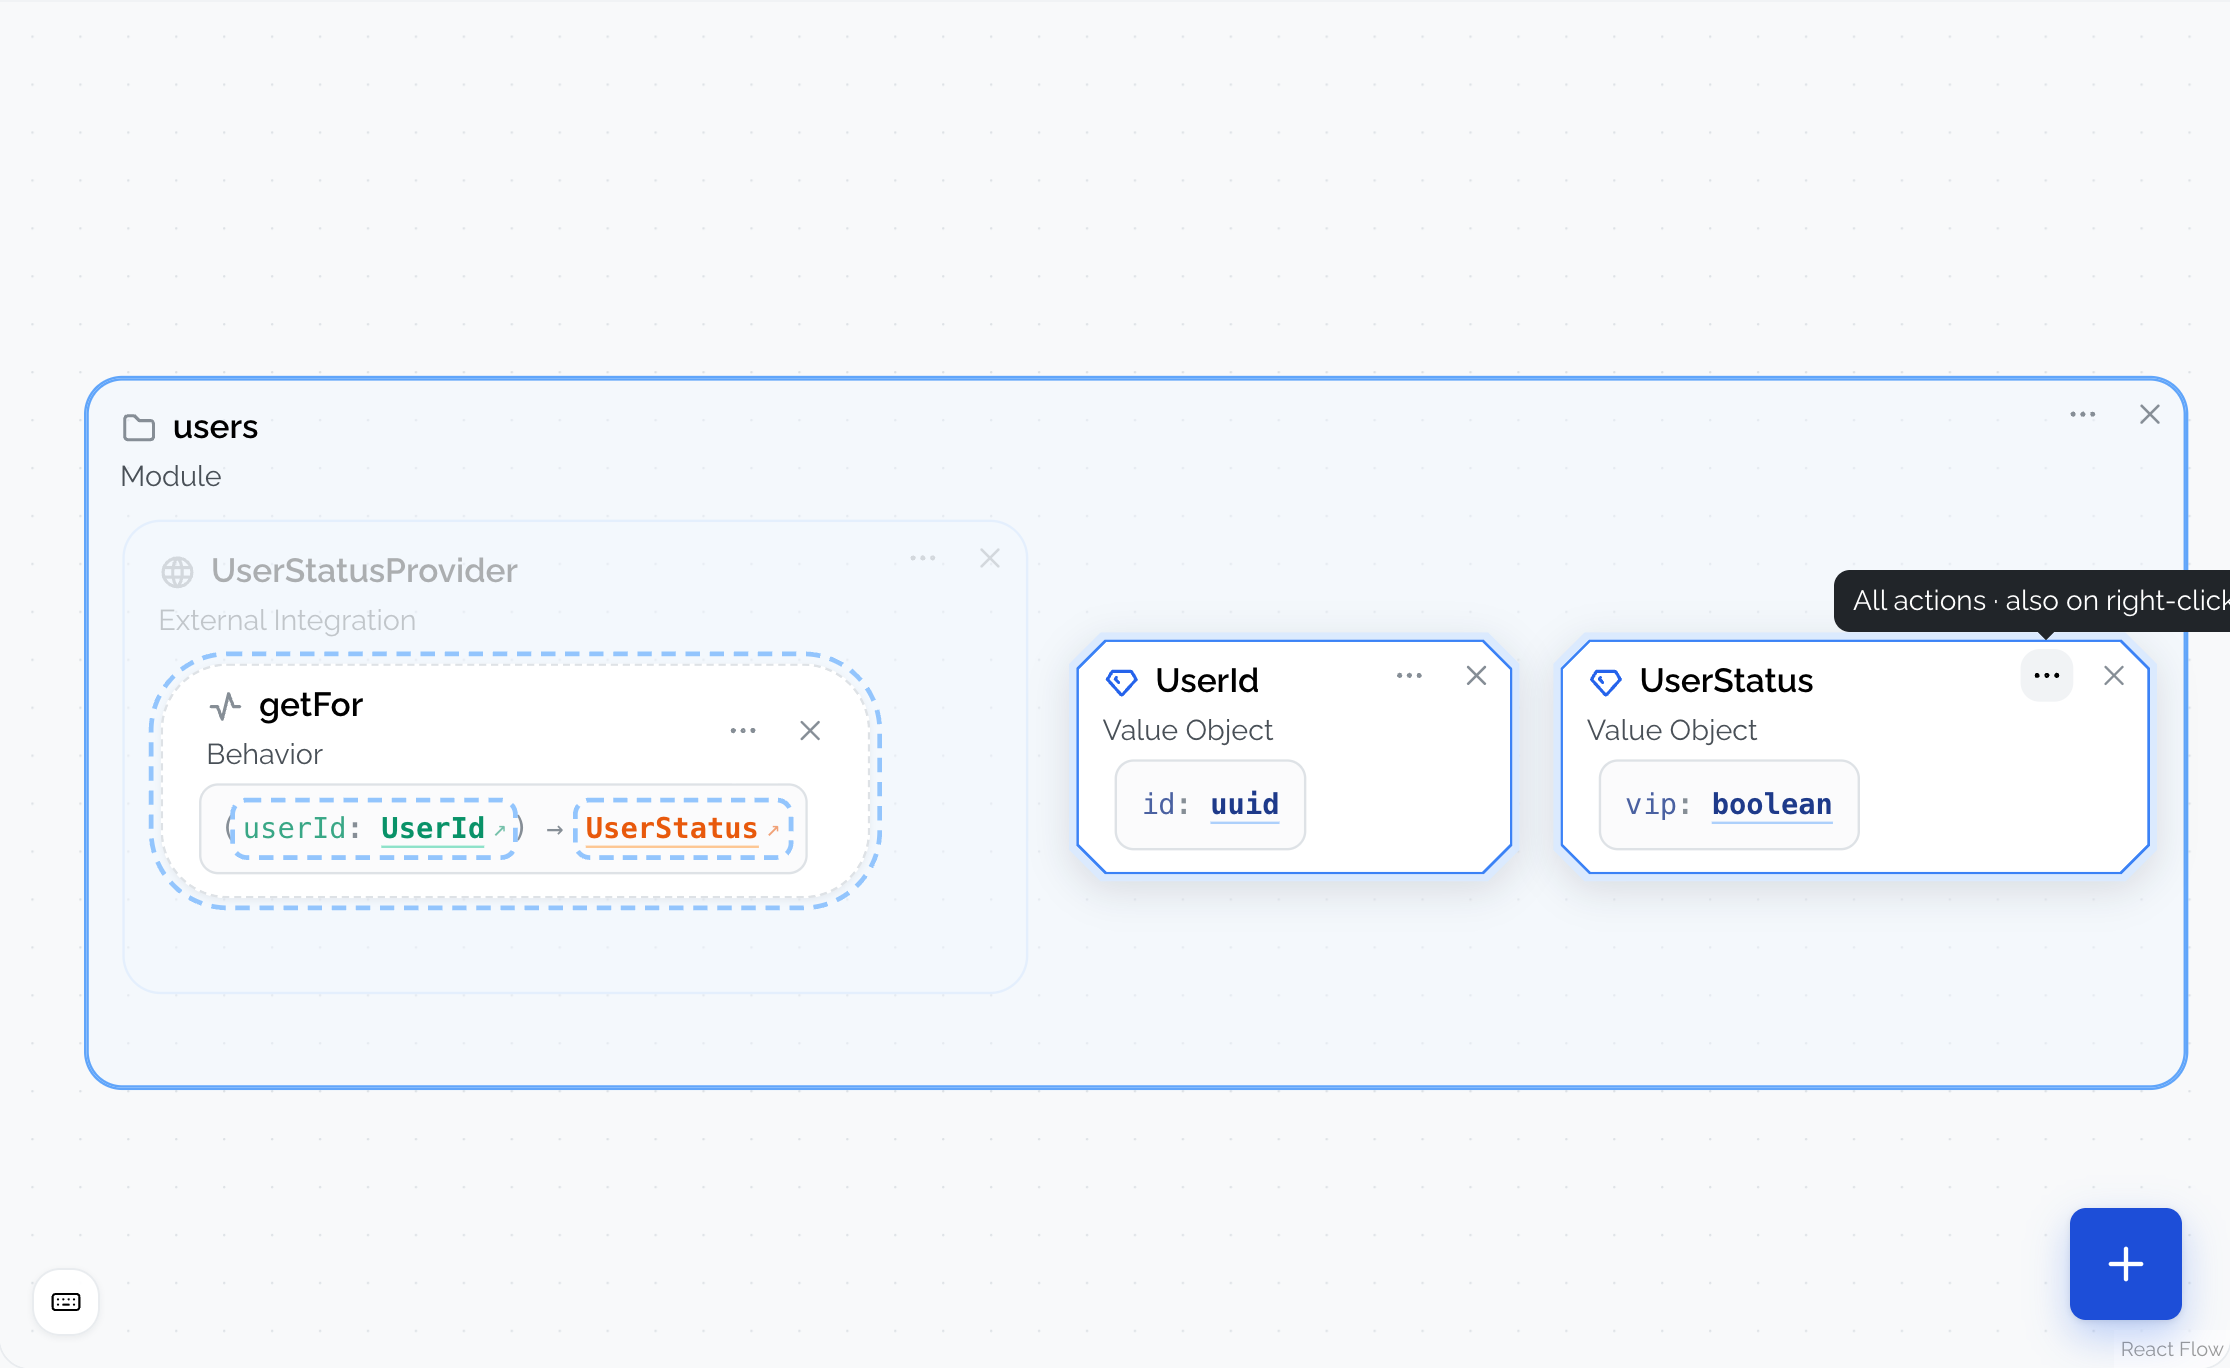 users
Module
UserStatusProvider
External Integration
getFor
Behavior
(userId: UserId ↗) → UserStatus ↗
UserId
Value Object
id: uuid
All actions · also on right-click
UserStatus
Value Object
vip: boolean
React Flow